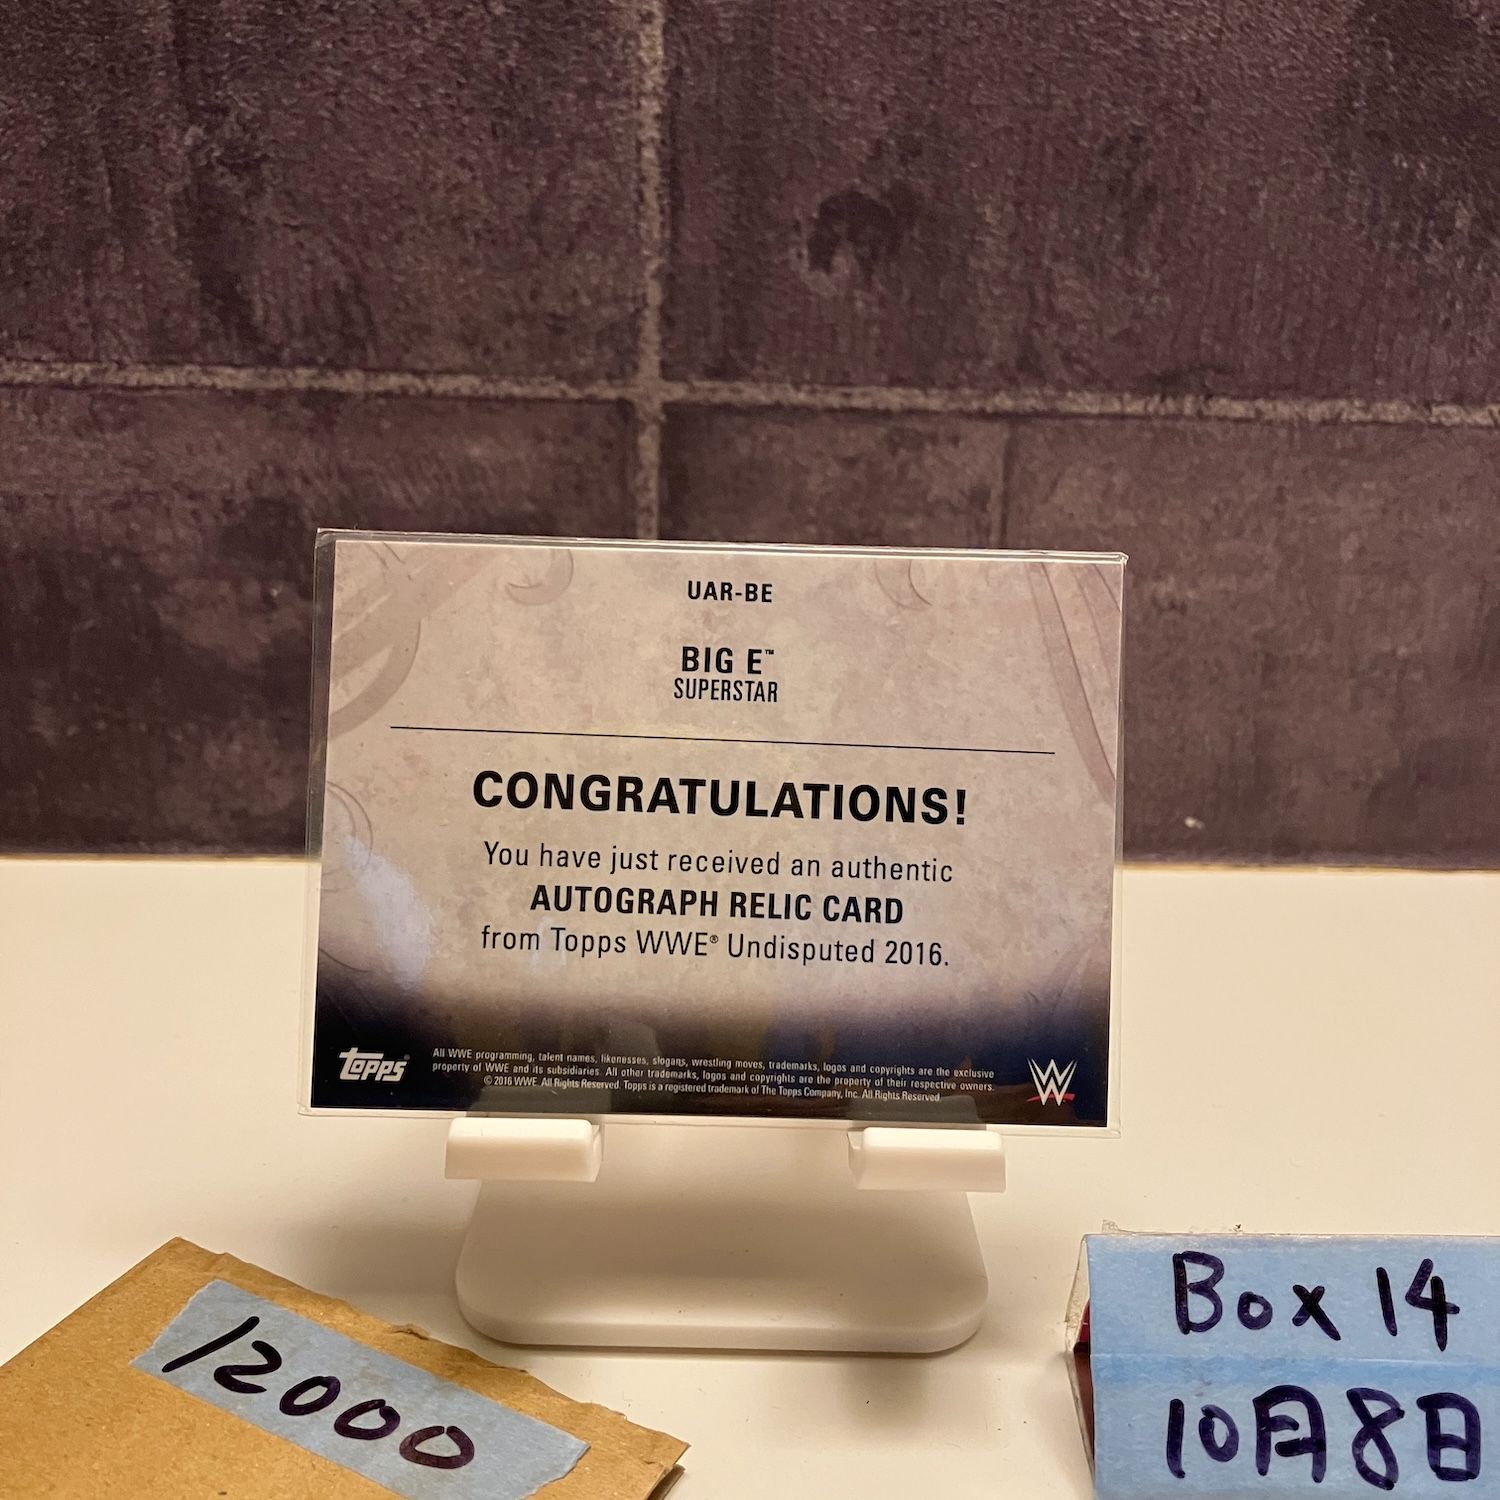 UAR-BE
BIG E™
SUPERSTAR
CONGRATULATIONS!
You have just received an authentic
AUTOGRAPH RELIC CARD
from Topps WWE® Undisputed 2016.
topps®
All WWE programming, talent names, likenesses, slogans, wrestling moves, trademarks, logos and copyrights are the exclusive
property of WWE and its subsidiaries. All other trademarks, logos and copyrights are the property of their respective owners.
© 2016 WWE. All Rights Reserved. Topps is a registered trademark of The Topps Company, Inc. All Rights Reserved.
W
12000
Box 14
10月8日